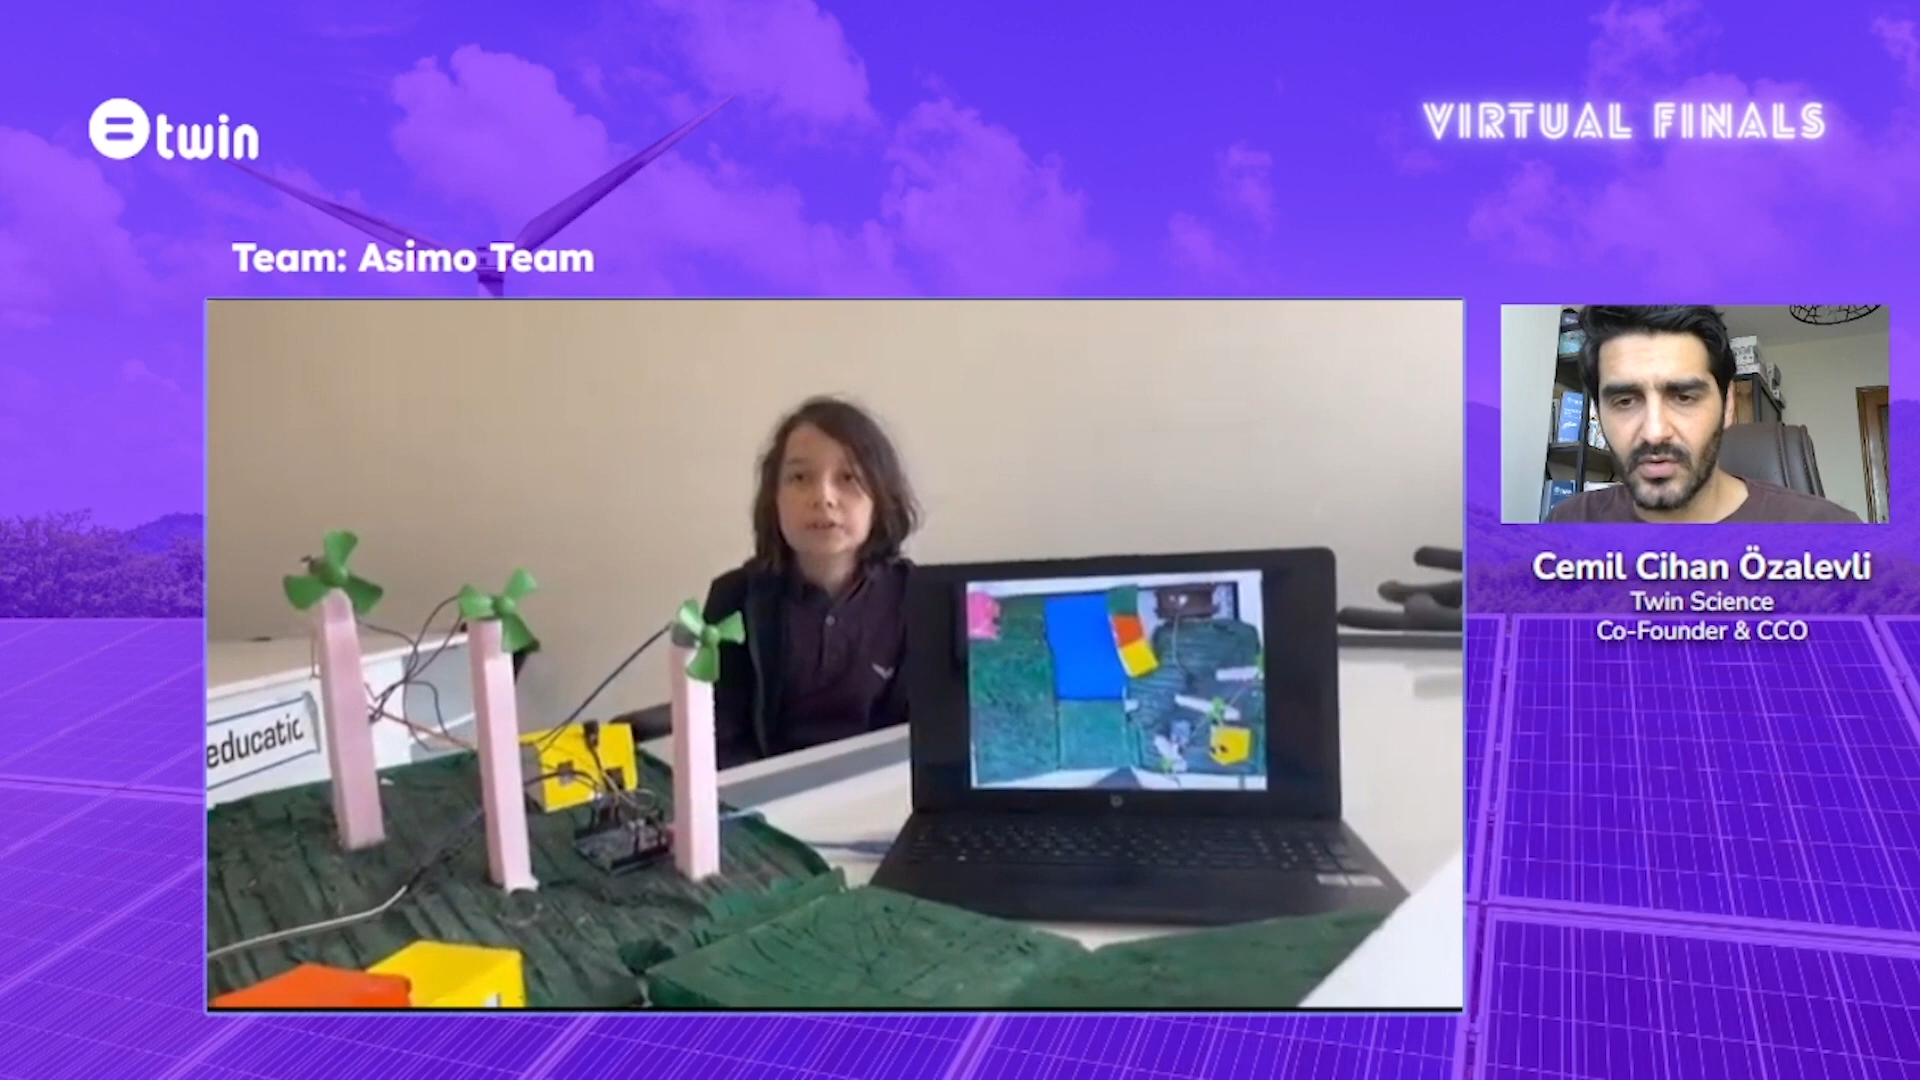 twin
VIRTUAL FINALS
Team: Asimo Team
educatic
Cemil Cihan Özalevli
Twin Science
Co-Founder & CCO